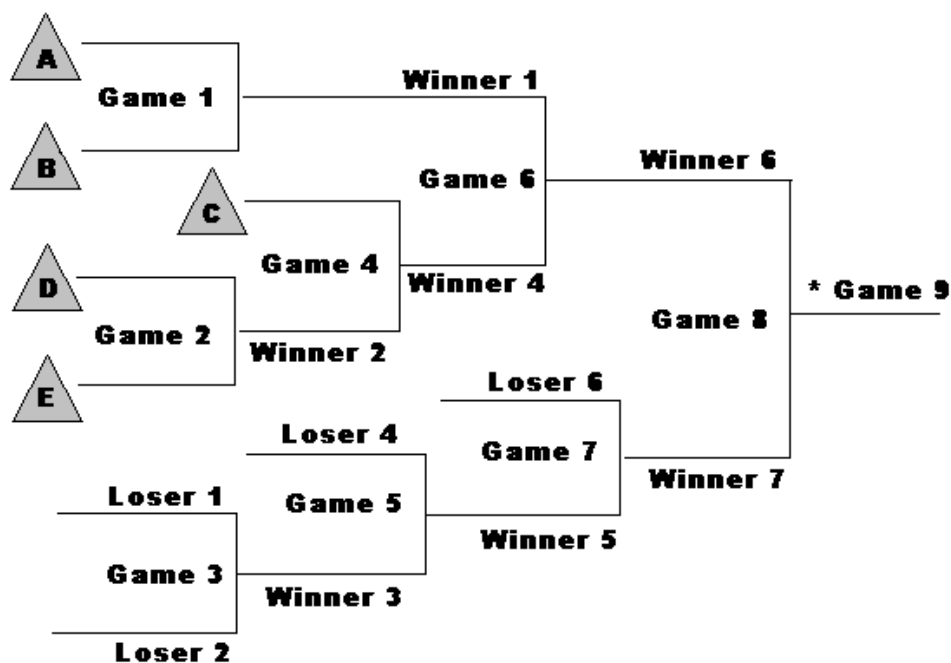 A
Game 1
B
Winner 1
Game 6
Winner 6
C
Game 4
Winner 4
D
Game 2
Winner 2
E
* Game 9
Game 8
Loser 6
Game 7
Winner 7
Loser 4
Game 5
Winner 5
Loser 1
Game 3
Winner 3
Loser 2